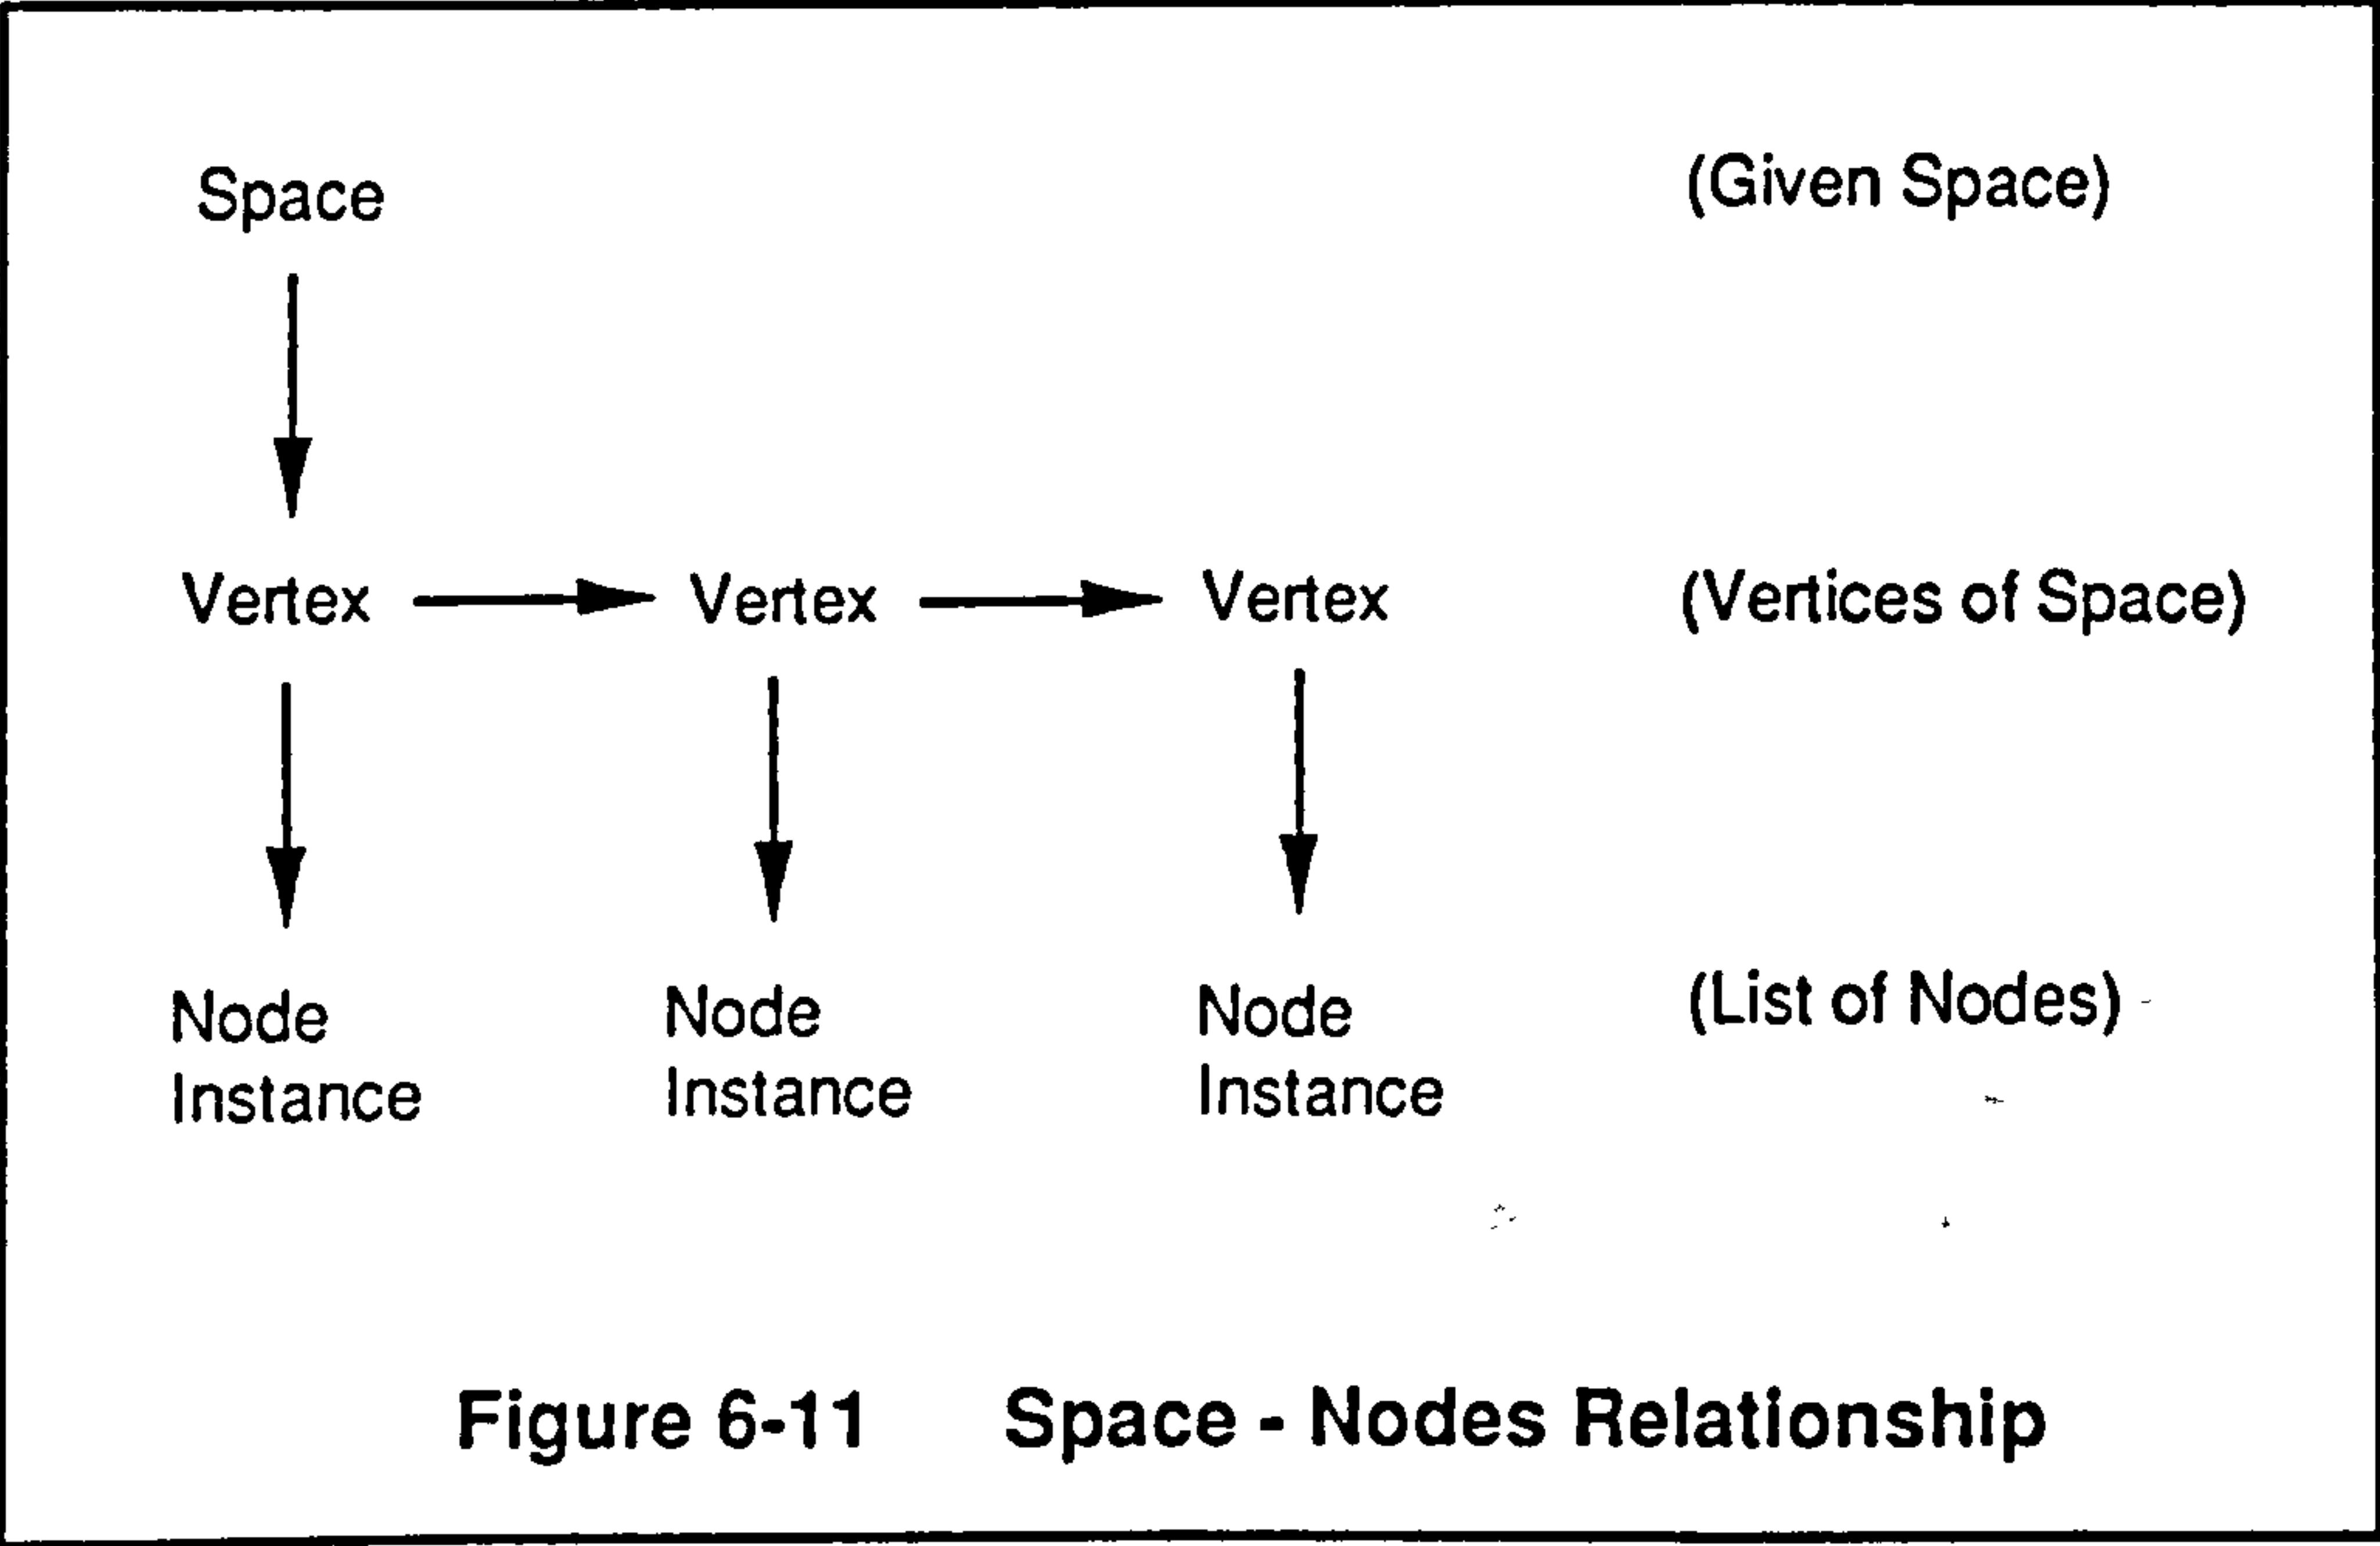 Space (Given Space)
Vertex Vertex Vertex (Vertices of Space)
Node Node Node (List of Nodes)
Instance Instance Instance
Figure 6-11 Space - Nodes Relationship